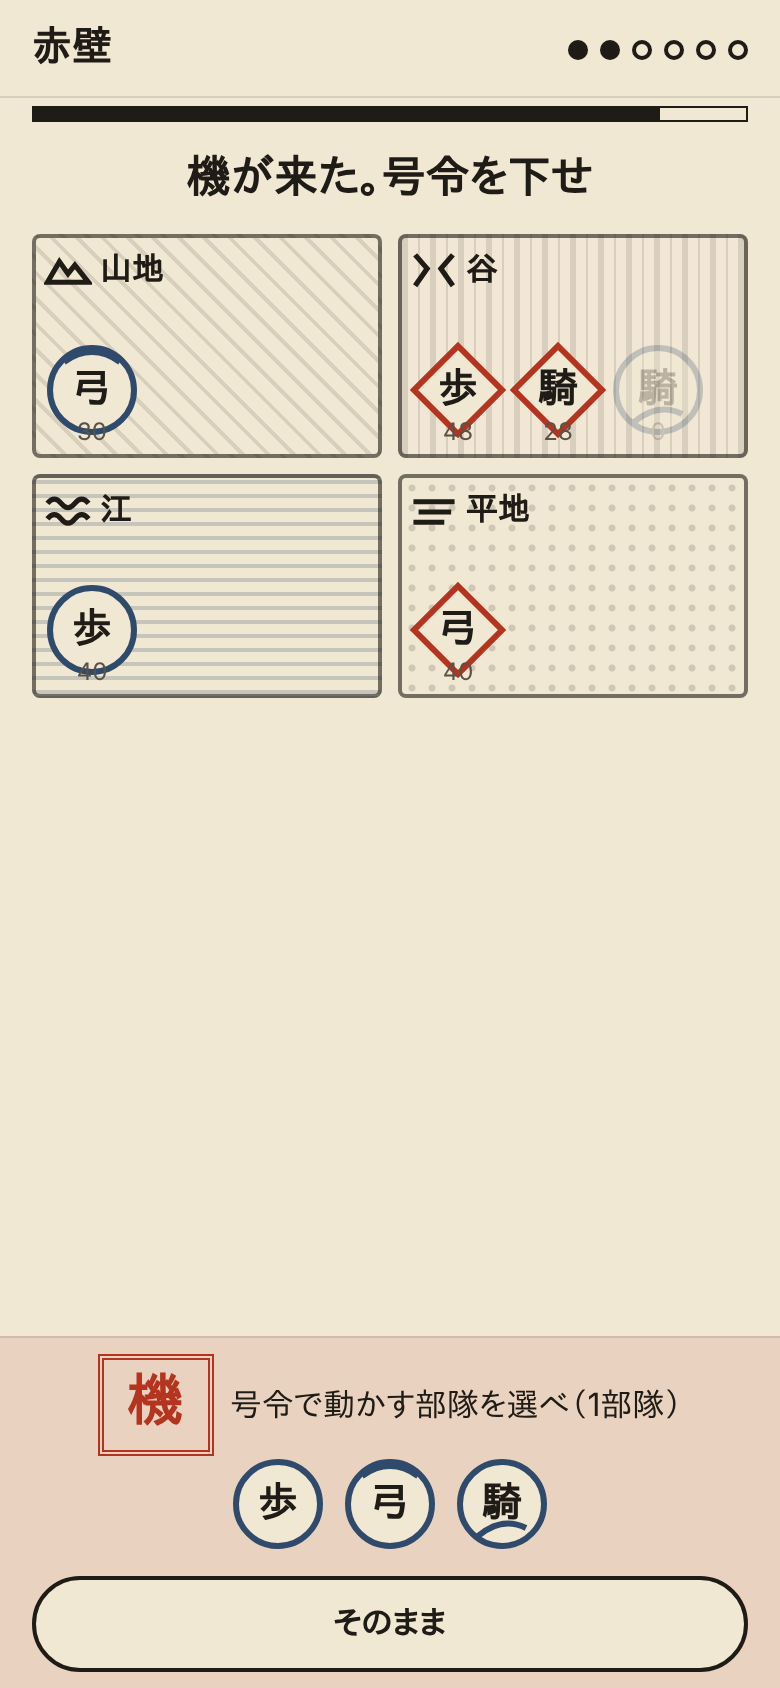 赤壁
機が来た。号令を下せ
山地
弓
30
谷
歩 騎 騎
48 28 0
江
歩
40
平地
弓
40
機
号令で動かす部隊を選べ（1部隊）
歩 弓 騎
そのまま